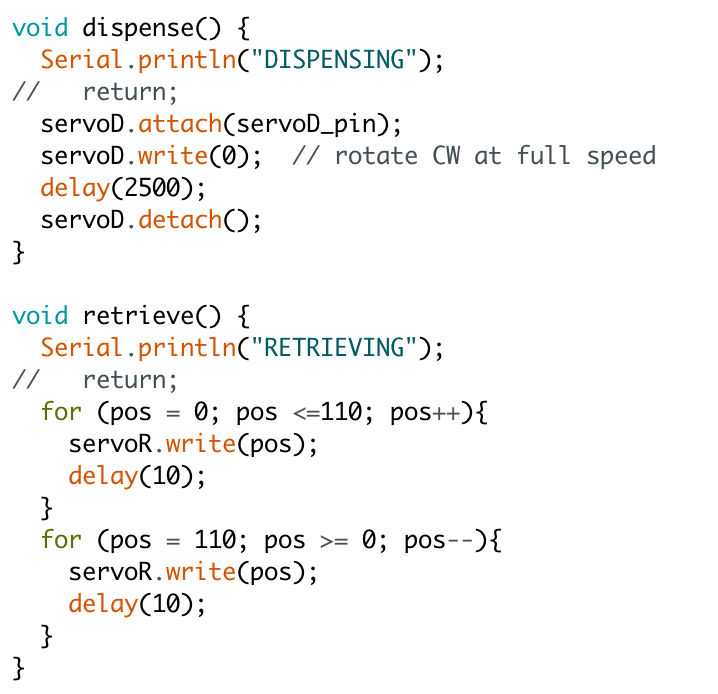 void dispense() {
  Serial.println("DISPENSING");
//   return;
  servoD.attach(servoD_pin);
  servoD.write(0);  // rotate CW at full speed
  delay(2500);
  servoD.detach();
}

void retrieve() {
  Serial.println("RETRIEVING");
//   return;
  for (pos = 0; pos <=110; pos++){
    servoR.write(pos);
    delay(10);
  }
  for (pos = 110; pos >= 0; pos--){
    servoR.write(pos);
    delay(10);
  }
}